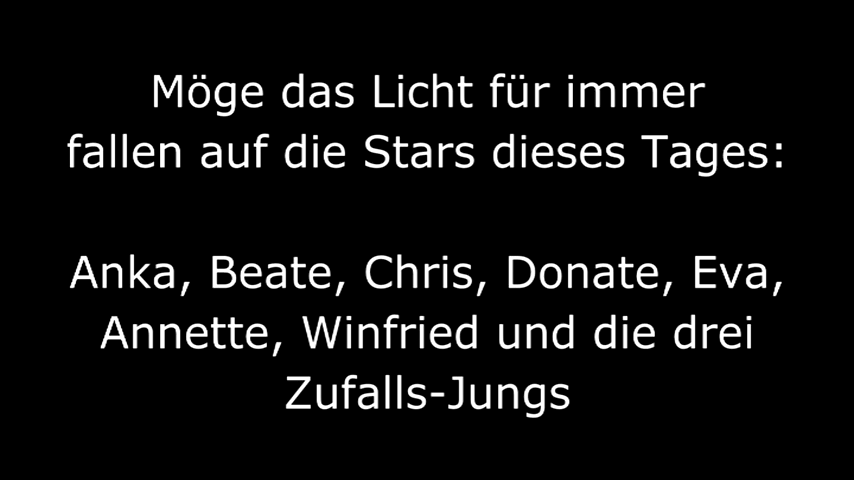 Möge das Licht für immer
fallen auf die Stars dieses Tages:
Anka, Beate, Chris, Donate, Eva,
Annette, Winfried und die drei
Zufalls-Jungs